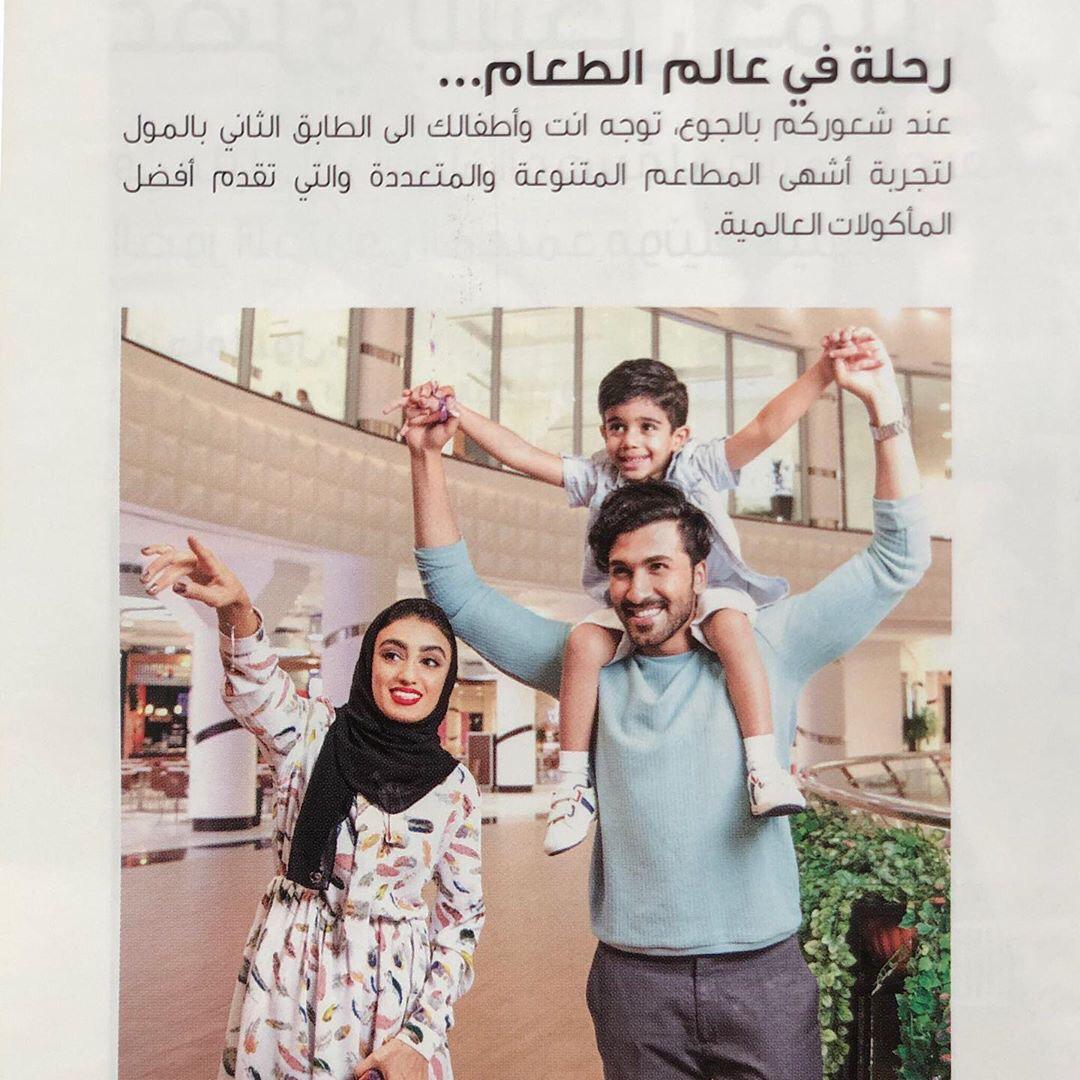 رحلة في عالم الطعام...
عند شعوركم بالجوع، توجه انت وأطفالك الى الطابق الثاني بالمول
لتجربة أشهى المطاعم المتنوعة والمتعددة والتي تقدم أفضل
المأكولات العالمية.